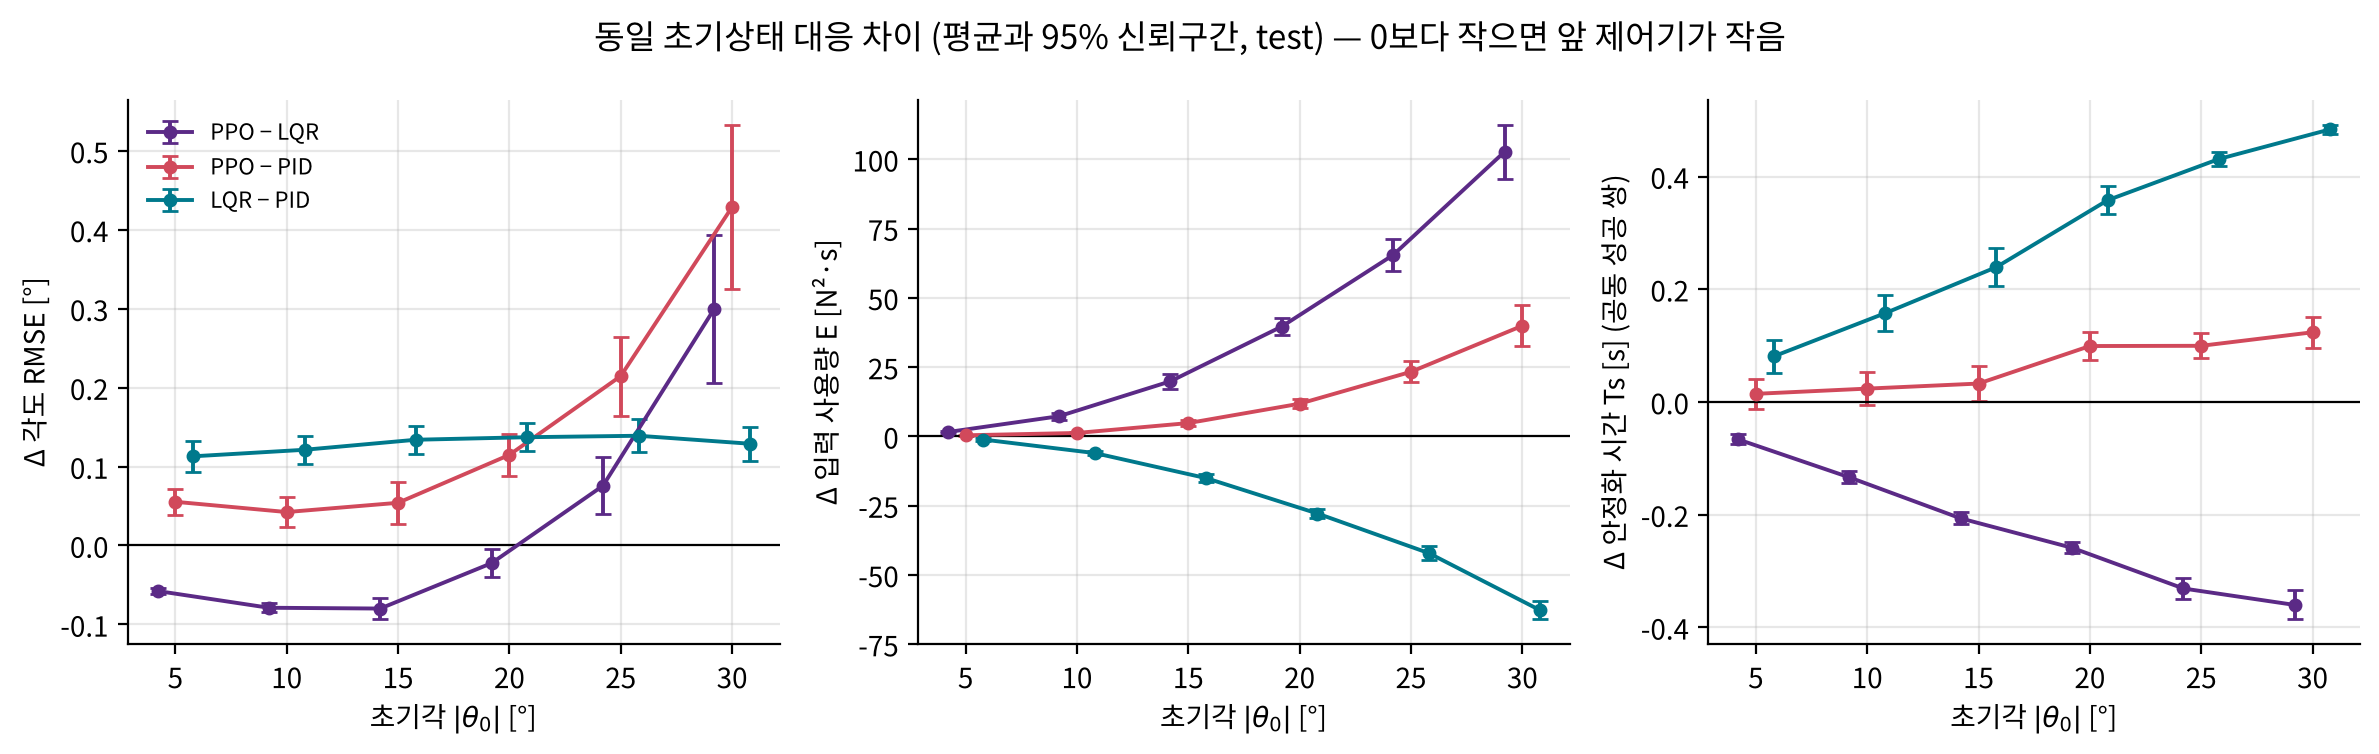 동일 초기상태 대응 차이 (평균과 95% 신뢰구간, test) — 0보다 작으면 앞 제어기가 작음
Δ 각도 RMSE [°]
0.5
0.4
0.3
0.2
0.1
0.0
-0.1
PPO − LQR
PPO − PID
LQR − PID
5 10 15 20 25 30
초기각 |θ₀| [°]
Δ 입력 사용량 E [N²·s]
100
75
50
25
0
-25
-50
-75
5 10 15 20 25 30
초기각 |θ₀| [°]
Δ 안정화 시간 Ts [s] (공동 성공 쌍)
0.4
0.2
0.0
-0.2
-0.4
5 10 15 20 25 30
초기각 |θ₀| [°]